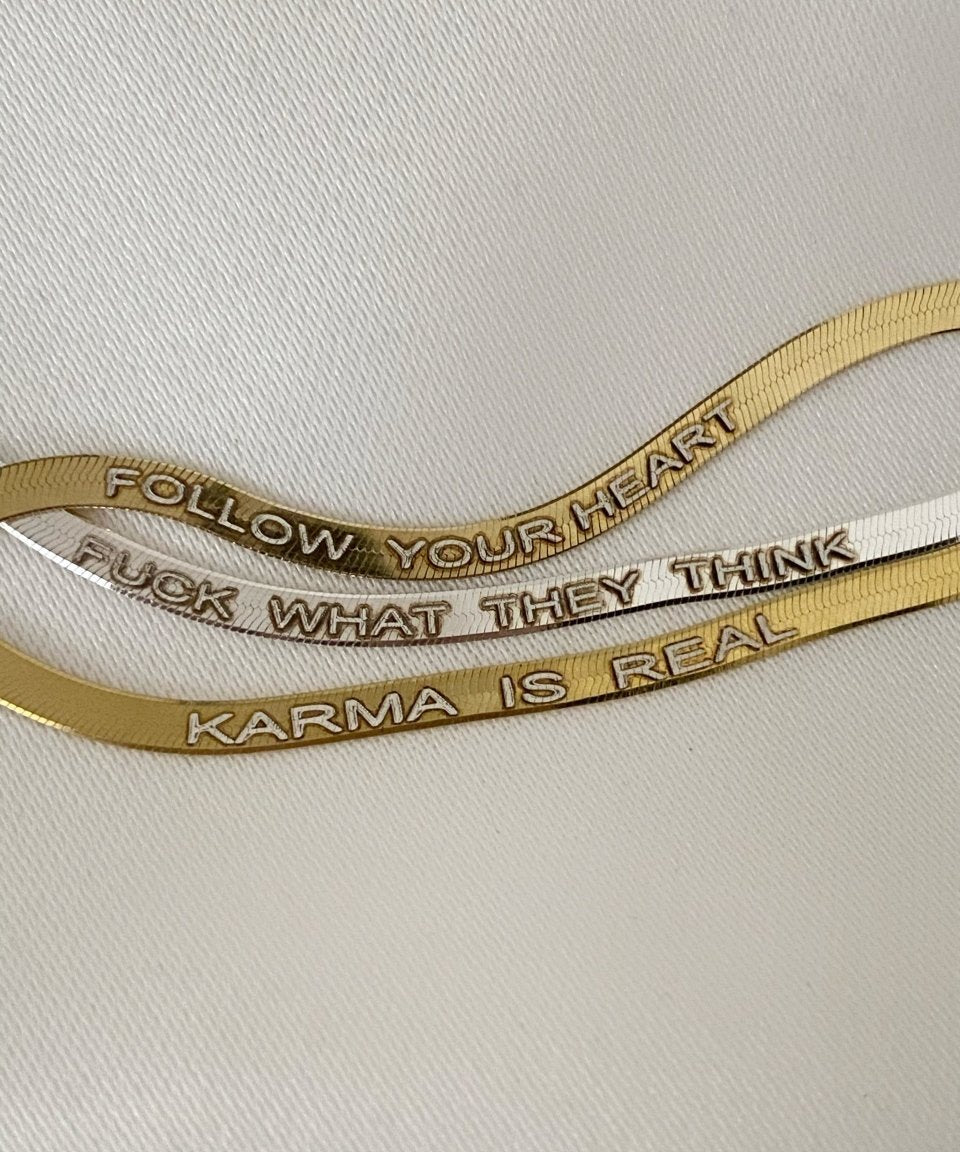 FOLLOW YOUR HEART
FUCK WHAT THEY THINK
KARMA IS REAL